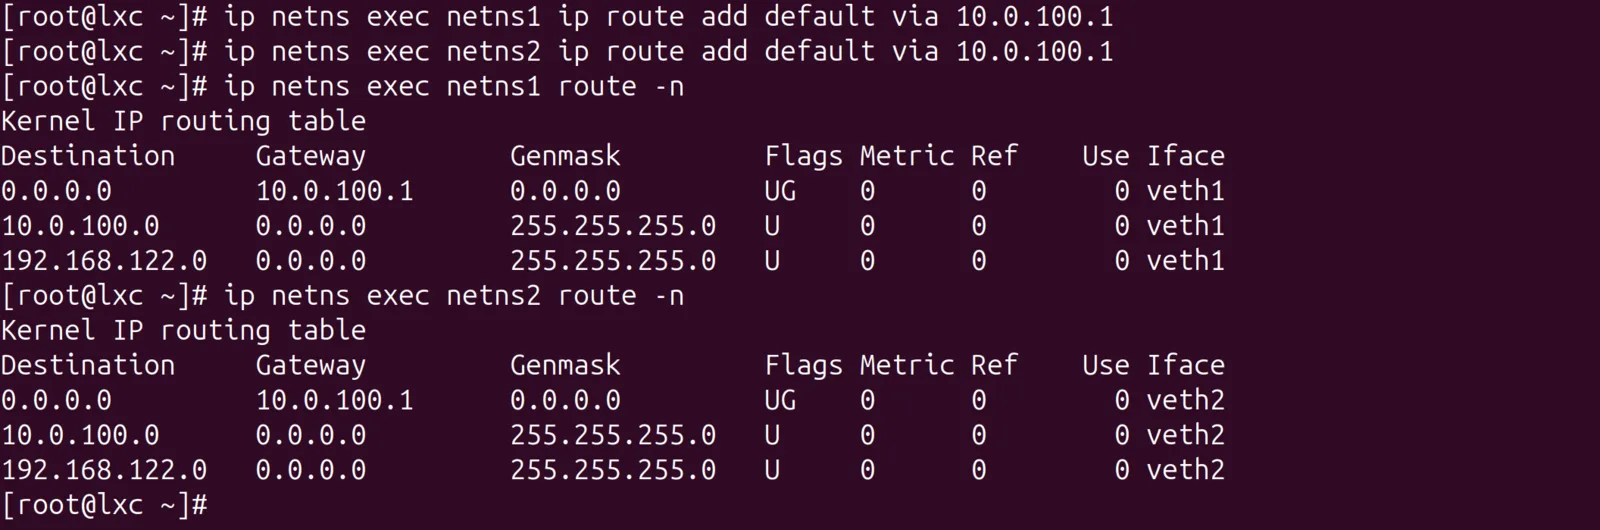 [root@lxc ~]# ip netns exec netns1 ip route add default via 10.0.100.1
[root@lxc ~]# ip netns exec netns2 ip route add default via 10.0.100.1
[root@lxc ~]# ip netns exec netns1 route -n
Kernel IP routing table
Destination     Gateway         Genmask         Flags Metric Ref    Use Iface
0.0.0.0         10.0.100.1      0.0.0.0         UG    0      0        0 veth1
10.0.100.0      0.0.0.0         255.255.255.0   U     0      0        0 veth1
192.168.122.0   0.0.0.0         255.255.255.0   U     0      0        0 veth1
[root@lxc ~]# ip netns exec netns2 route -n
Kernel IP routing table
Destination     Gateway         Genmask         Flags Metric Ref    Use Iface
0.0.0.0         10.0.100.1      0.0.0.0         UG    0      0        0 veth2
10.0.100.0      0.0.0.0         255.255.255.0   U     0      0        0 veth2
192.168.122.0   0.0.0.0         255.255.255.0   U     0      0        0 veth2
[root@lxc ~]#